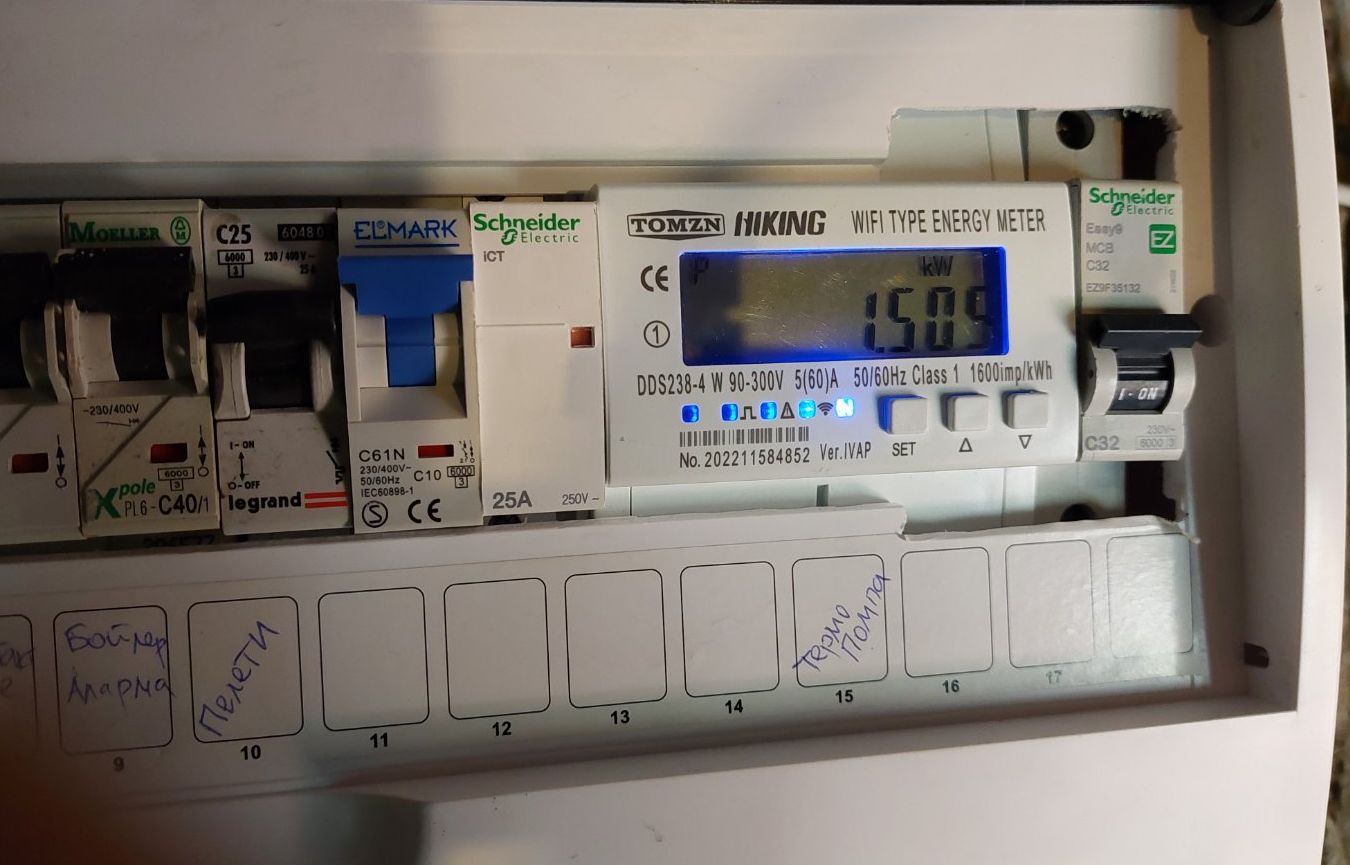 MOELLER
~230/400V
6000
3
Xpole
PL6-C40/1
C25
60480
6000
3
230/400V~
I-ON
O-OFF
legrand
ELMARK
C61N
230/400V~
50/60Hz
IEC60898-1
C10
6000
3
CE
Schneider
Electric
iCT
25A
250V~
TOMZN HIKING WIFI TYPE ENERGY METER
CE
1
P
kW
1.509
DDS238-4 W 90-300V 5(60)A 50/60Hz Class 1 1600imp/kWh
No. 202211584852 Ver.IVAP
SET
Schneider
Electric
Easy9
MCB
C32
EZ
EZ9F35132
I-ON
C32
230V~
6000 3
Бойлер
Аларма
Пелети
Термо
Помпа
9
10
11
12
13
14
15
16
17